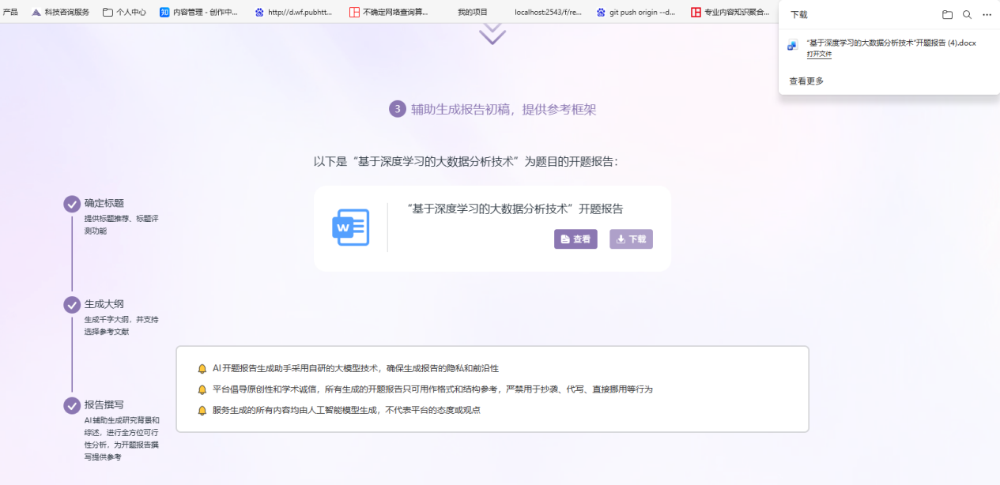 产品 科技咨询服务 个人中心 知 内容管理 - 创作中... http://d.wf.pubhtt... 不确定网络查询算... 我的项目 localhost:2543/f/re... git push origin --d... 专业内容知识聚合...
下载
“基于深度学习的大数据分析技术”开题报告 (4).docx
打开文件
查看更多
3 辅助生成报告初稿，提供参考框架
以下是“基于深度学习的大数据分析技术”为题目的开题报告：
W
“基于深度学习的大数据分析技术”开题报告
查看 下载
确定标题
提供标题推荐、标题评
测功能
生成大纲
生成千字大纲，并支持
选择参考文献
报告撰写
AI辅助生成研究背景和
综述，进行全方位可行
性分析，为开题报告撰
写提供参考
AI开题报告生成助手采用自研的大模型技术，确保生成报告的隐私和前沿性
平台倡导原创性和学术诚信，所有生成的开题报告只可用作格式和结构参考，严禁用于抄袭、代写、直接挪用等行为
服务生成的所有内容均由人工智能模型生成，不代表平台的态度或观点